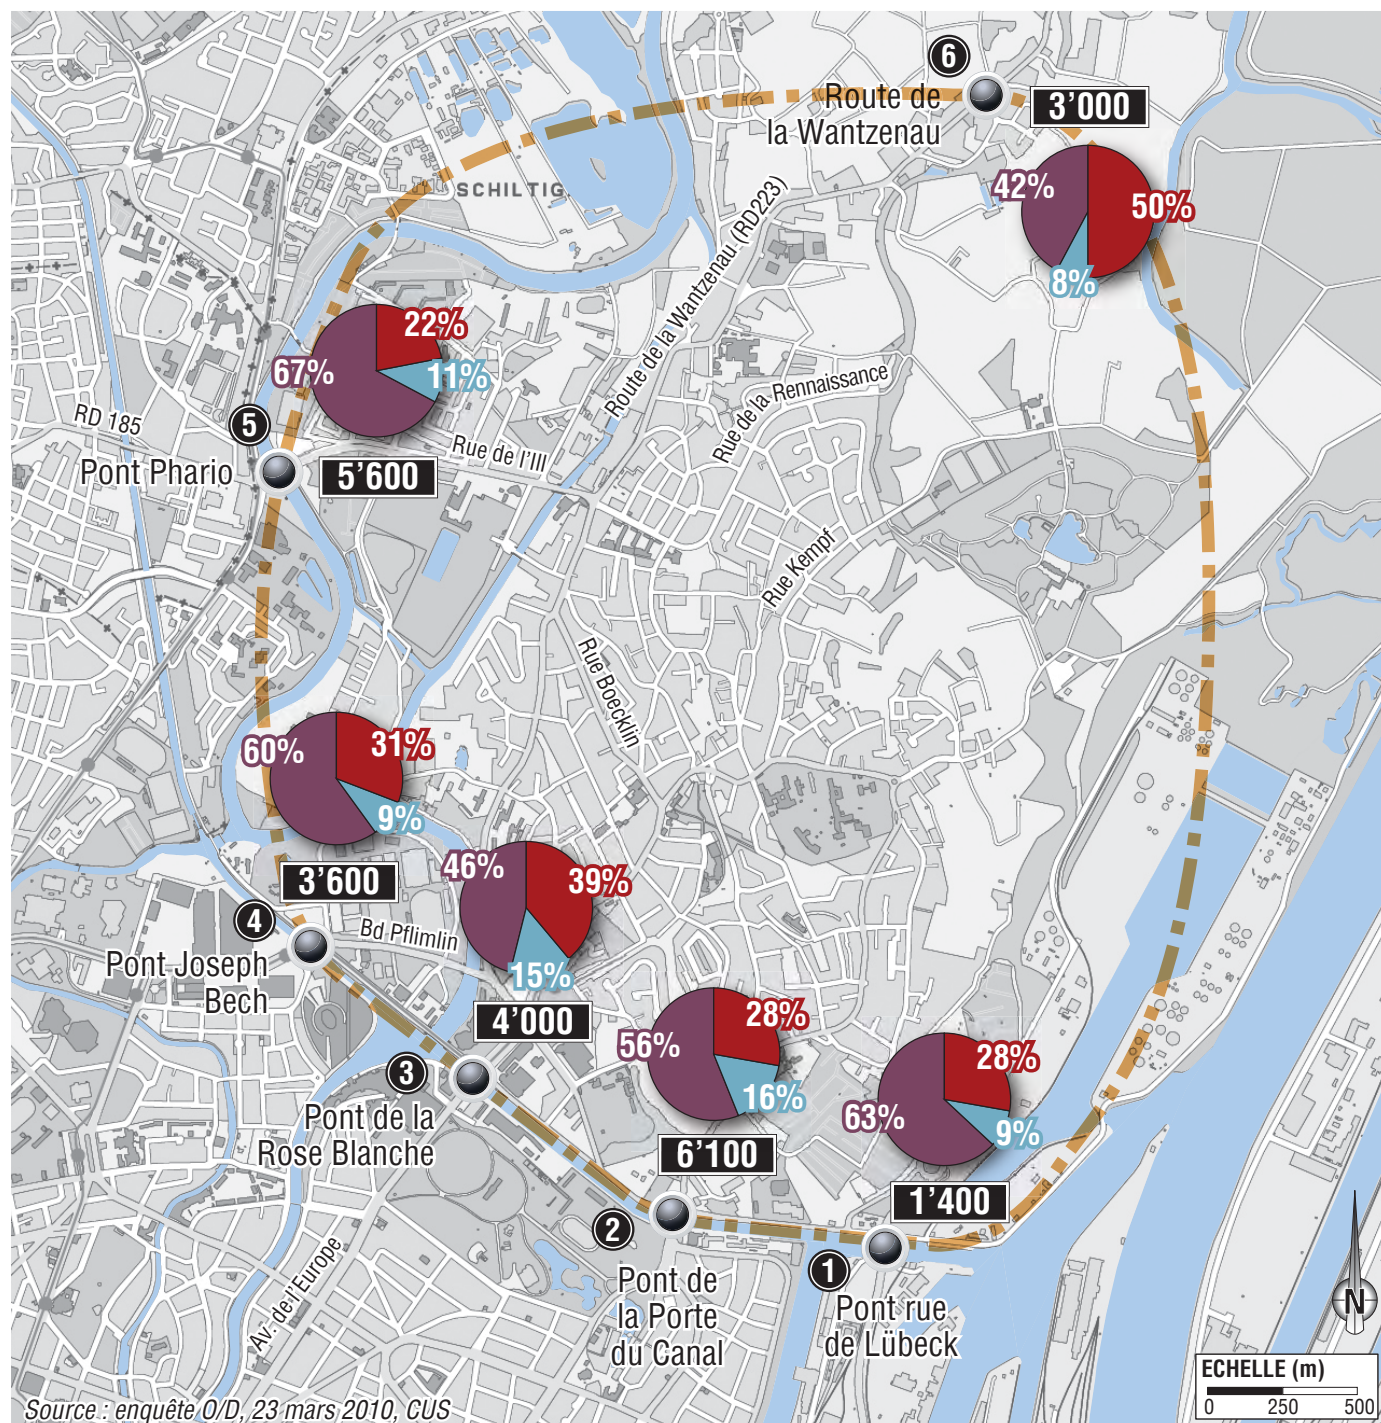 6
Route de
la Wantzenau
3’000
42%
50%
8%
SCHILTIG
Route de la Wantzenau (RD223)
22%
67%
11%
RD 185
5
Pont Phario
5’600
Rue de l’Ill
Rue de la Rennaissance
Rue Kempf
Rue Boecklin
60%
31%
9%
3’600
46%
39%
15%
4’000
4
Pont Joseph
Bech
Bd Pflimlin
3
Pont de la
Rose Blanche
56%
28%
16%
6’100
63%
28%
9%
1’400
2
Pont de
la Porte
du Canal
1
Pont rue
de Lübeck
Av. de l’Europe
N
ECHELLE (m)
0 250 500
Source : enquête O/D, 23 mars 2010, CUS